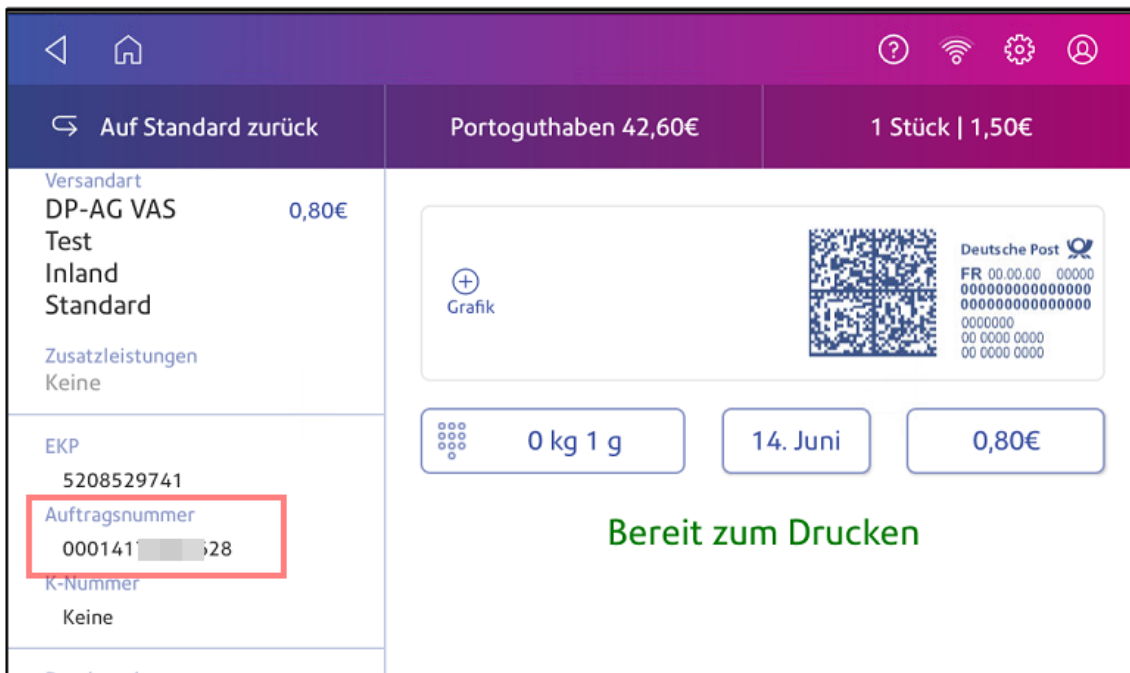 Auf Standard zurück
Portoguthaben 42,60€
1 Stück | 1,50€
Versandart
DP-AG VAS 0,80€
Test
Inland
Standard
Zusatzleistungen
Keine
EKP
5208529741
Auftragsnummer
K-Nummer
Keine
Grafik
Deutsche Post
FR 00.00.00 00000
000000000000000
000000000000000
0000000
00 0000 0000
00 0000 0000
0 kg 1 g
14. Juni
0,80€
Bereit zum Drucken